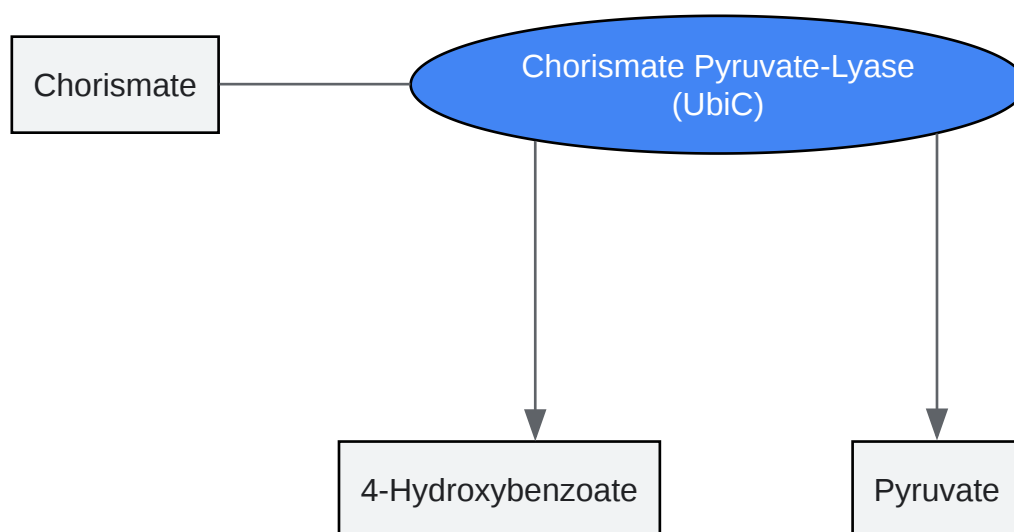 Chorismate
Chorismate Pyruvate-Lyase
(UbiC)
4-Hydroxybenzoate
Pyruvate